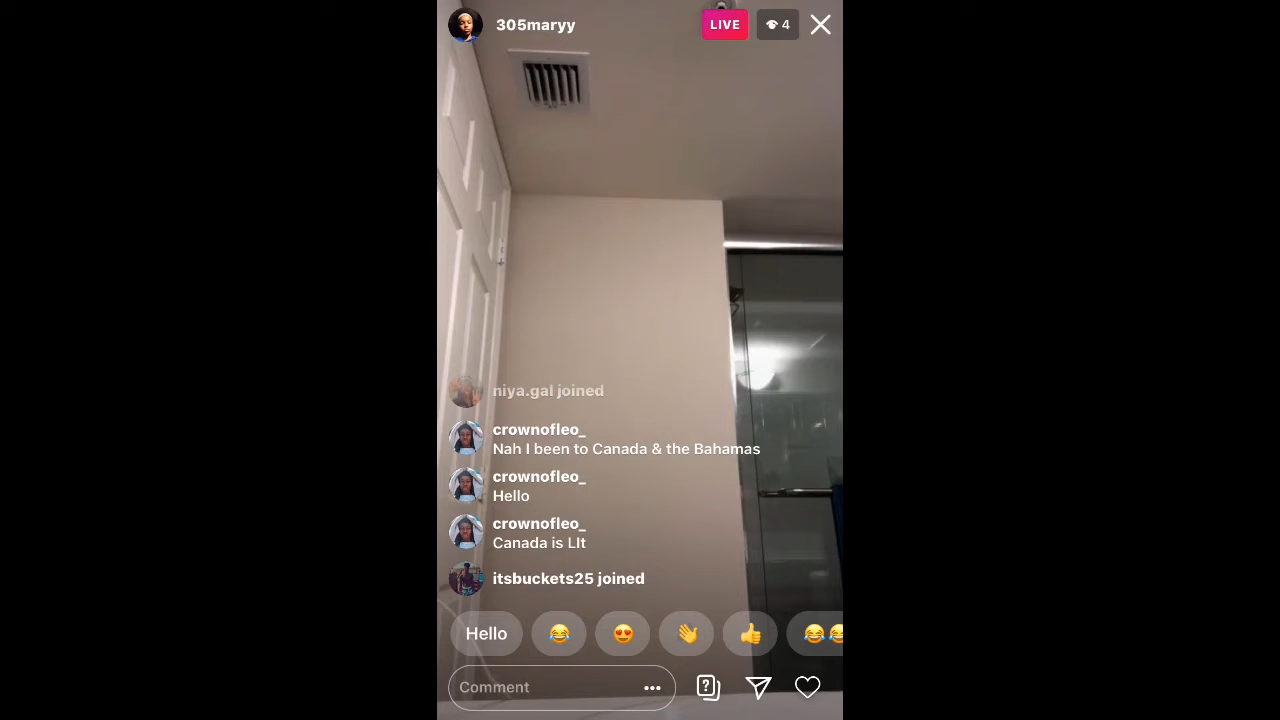 305maryy
LIVE
4
niya.gal joined
crownofleo_
Nah I been to Canada & the Bahamas
crownofleo_
Hello
crownofleo_
Canada is LIt
itsbuckets25 joined
Hello
Comment